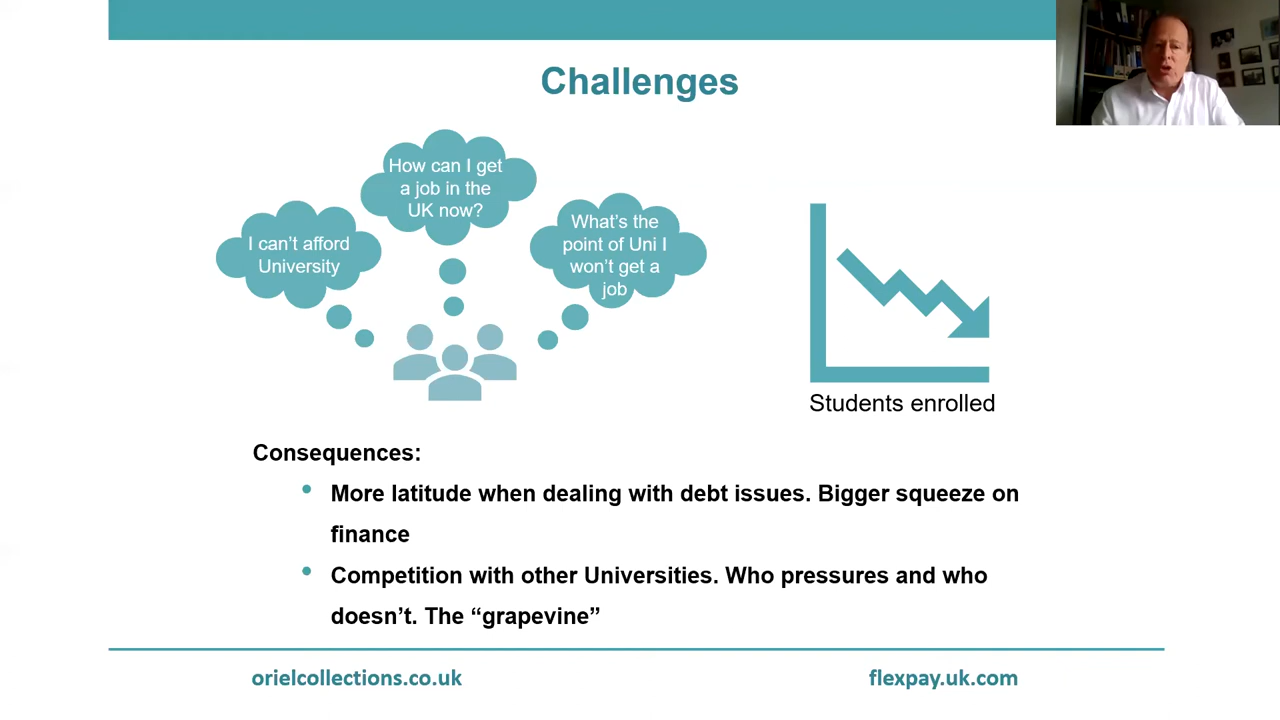 Challenges
How can I get
a job in the
UK now?
I can’t afford
University
What’s the
point of Uni I
won’t get a
job
Students enrolled
Consequences:
• More latitude when dealing with debt issues. Bigger squeeze on
finance
• Competition with other Universities. Who pressures and who
doesn’t. The “grapevine”
orielcollections.co.uk
flexpay.uk.com